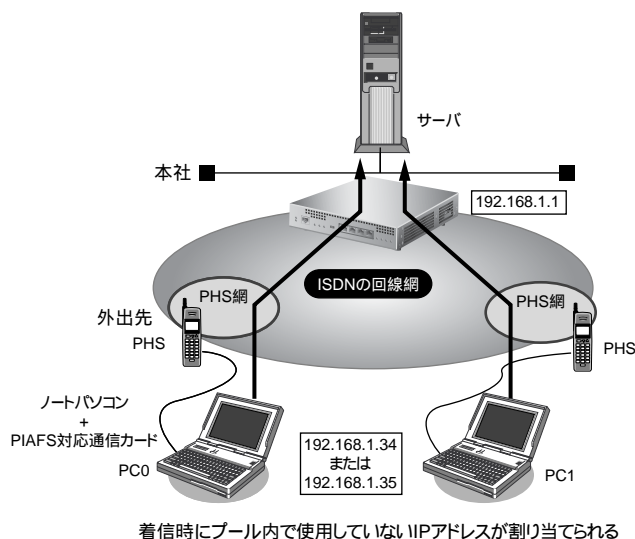 サーバ
本社
192.168.1.1
ISDNの回線網
PHS網
PHS網
外出先
PHS
PHS
ノートパソコン
+
PIAFS対応通信カード
PC0
192.168.1.34
または
192.168.1.35
PC1
着信時にプール内で使用していないIPアドレスが割り当てられる